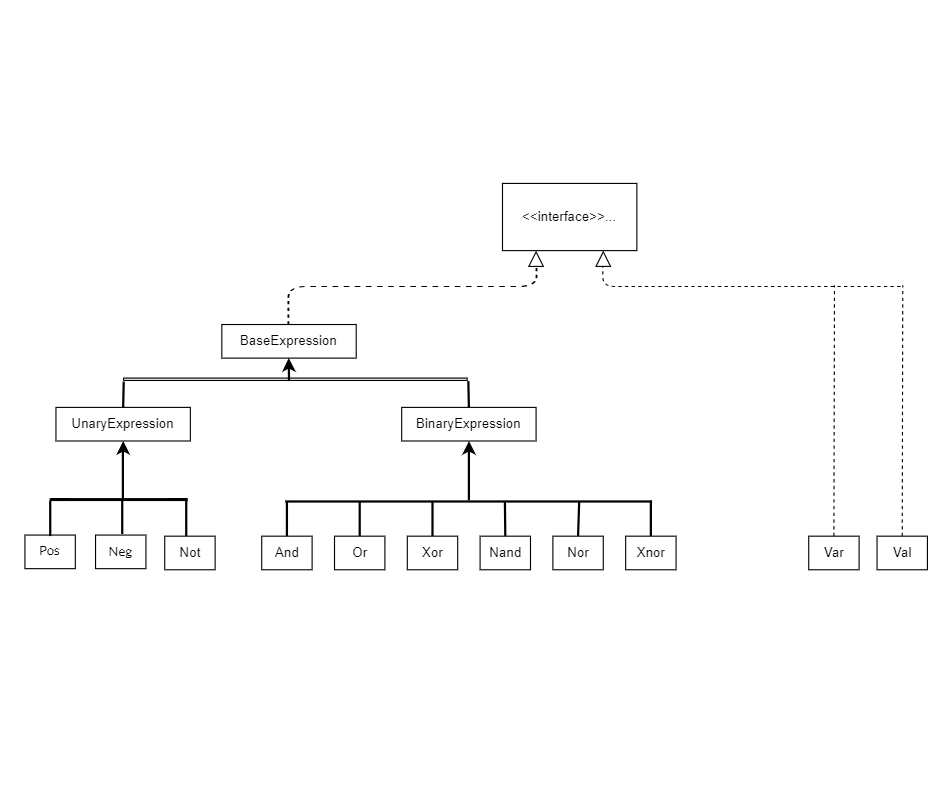 <<interface>>...
BaseExpression
UnaryExpression
BinaryExpression
Pos
Neg
Not
And
Or
Xor
Nand
Nor
Xnor
Var
Val